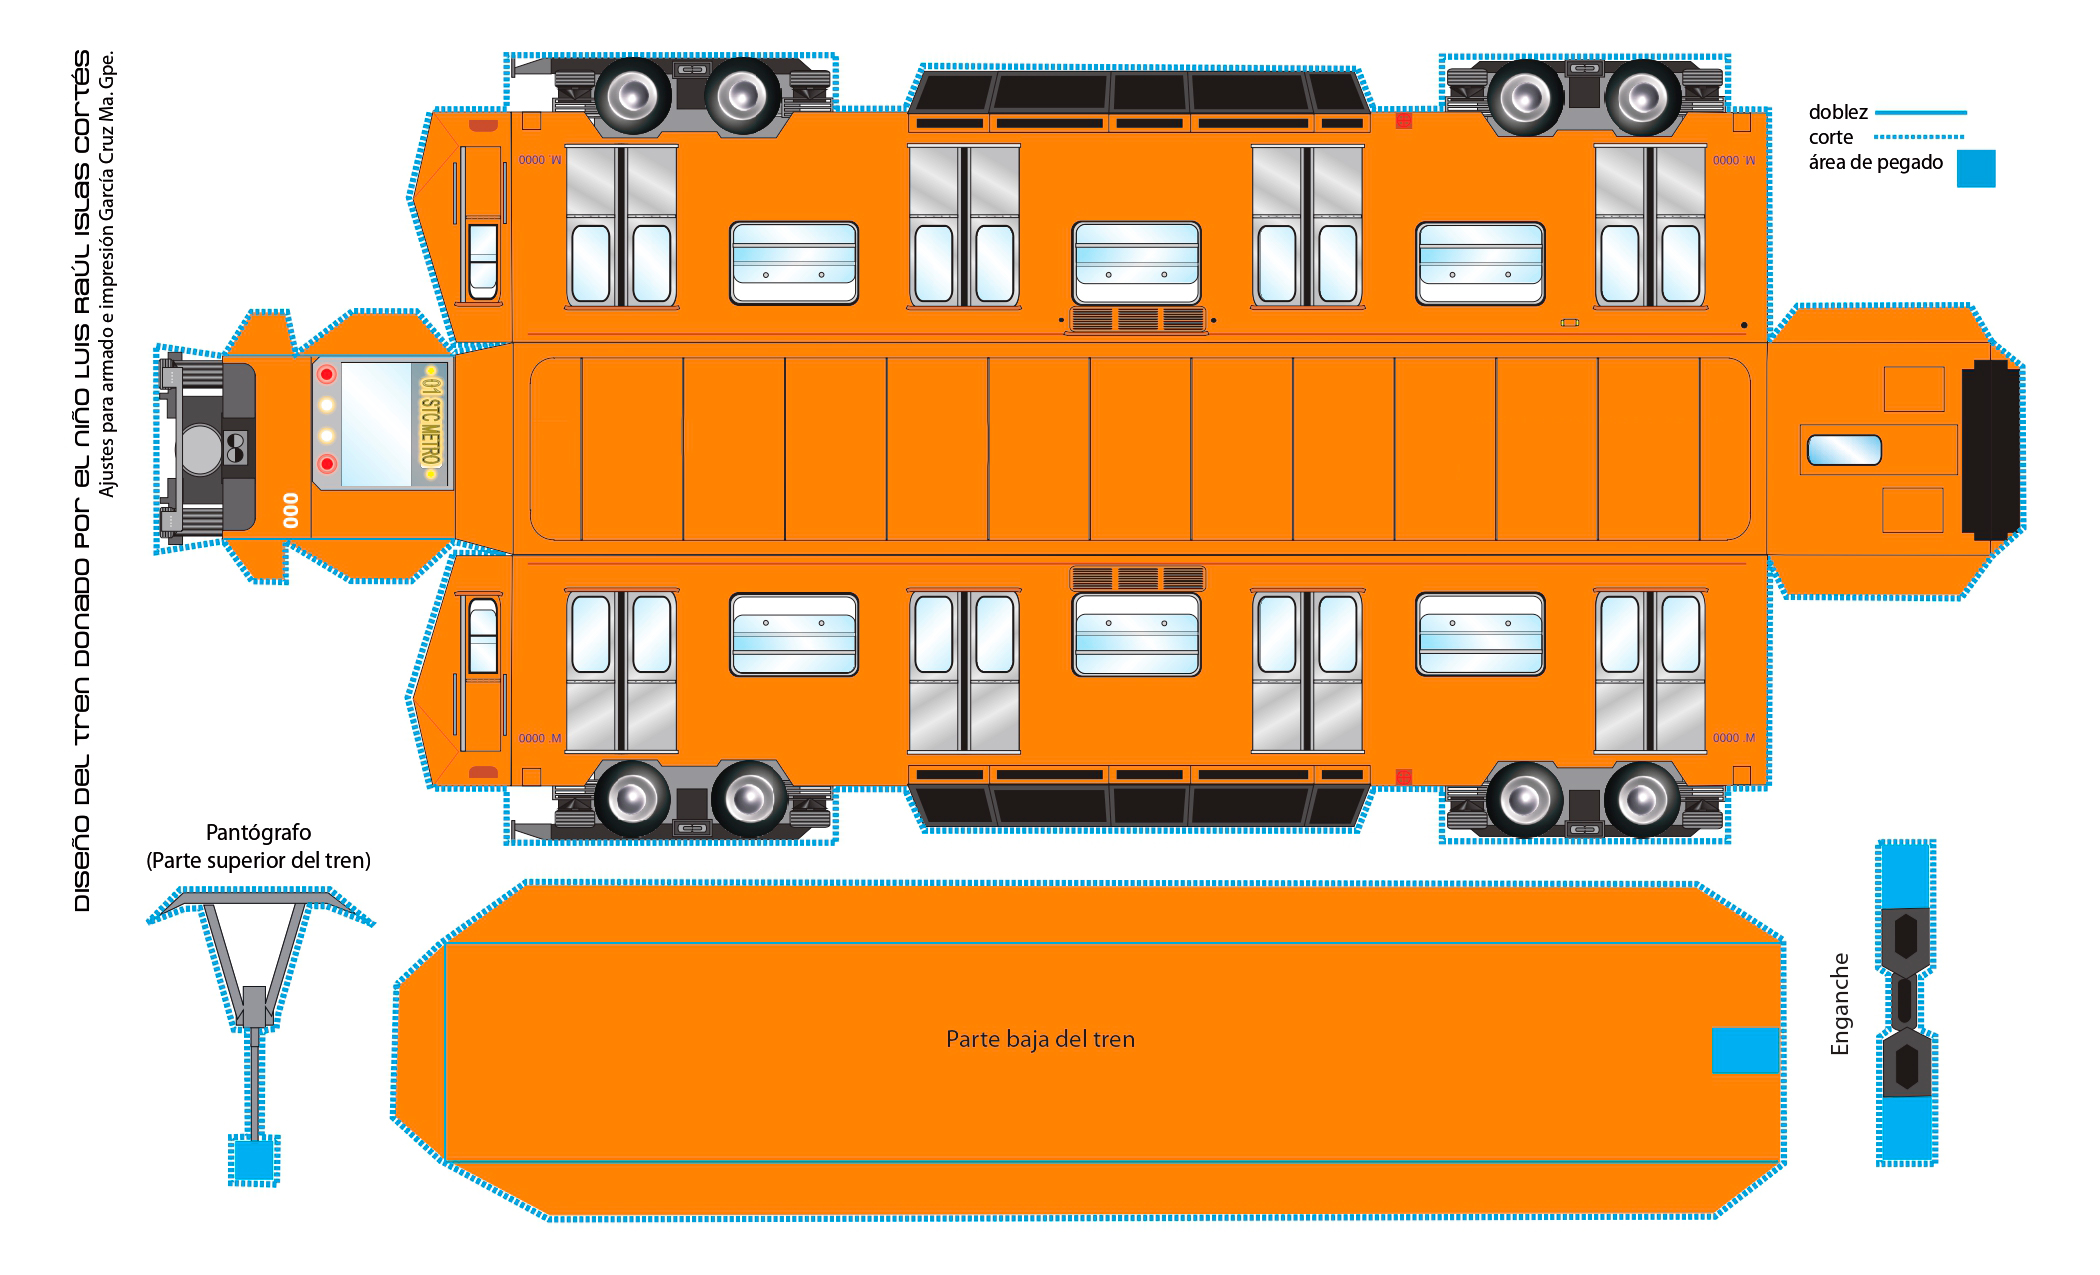 DISEÑO DEL TREN DONADO POR EL NIÑO LUIS RAÚL ISLAS CORTÉS
Ajustes para armado e impresión García Cruz Ma. Gpe.
doblez
corte
área de pegado
M. 0000
M. 0000
01 STC METRO
000
M. 0000
M. 0000
Pantógrafo
(Parte superior del tren)
Parte baja del tren
Enganche